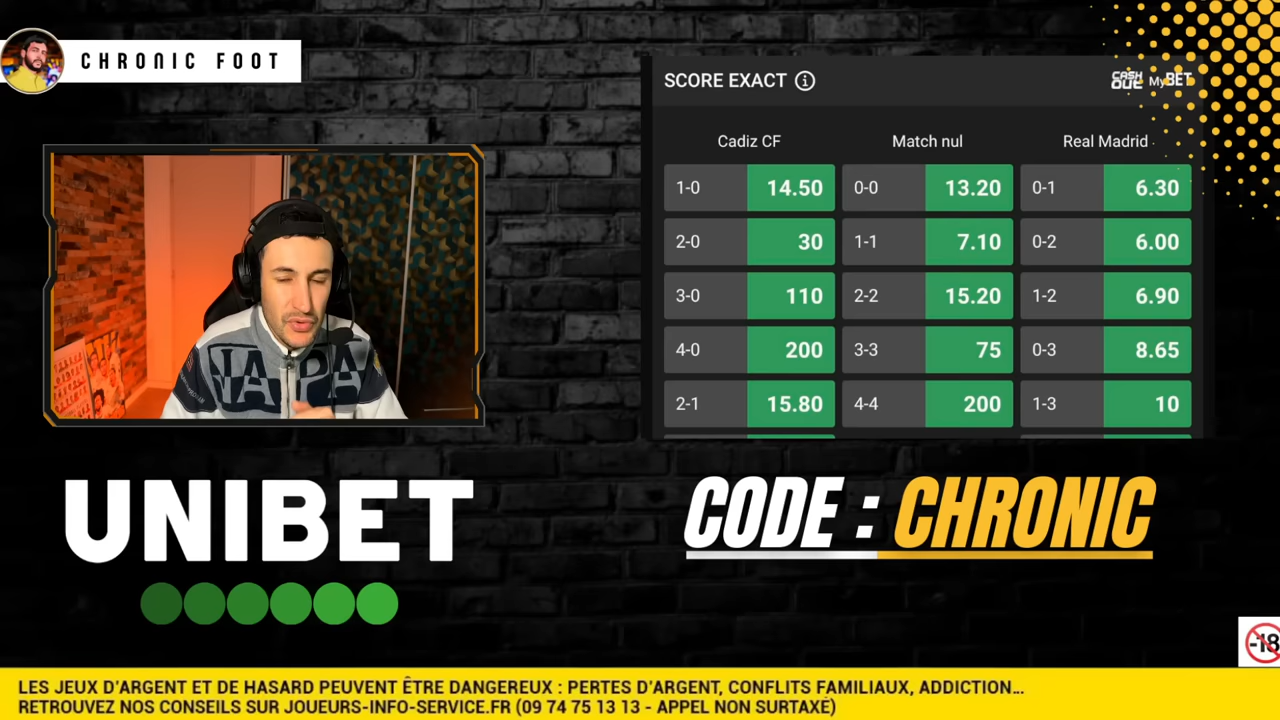 CHRONIC FOOT
SCORE EXACT
CASH OUT MyBET
Cadiz CF Match nul Real Madrid
1-0 14.50 0-0 13.20 0-1 6.30
2-0 30 1-1 7.10 0-2 6.00
3-0 110 2-2 15.20 1-2 6.90
4-0 200 3-3 75 0-3 8.65
2-1 15.80 4-4 200 1-3 10
NAPA
UNIBET
CODE : CHRONIC
-18
LES JEUX D'ARGENT ET DE HASARD PEUVENT ÊTRE DANGEREUX : PERTES D'ARGENT, CONFLITS FAMILIAUX, ADDICTION...
RETROUVEZ NOS CONSEILS SUR JOUEURS-INFO-SERVICE.FR (09 74 75 13 13 - APPEL NON SURTAXÉ)